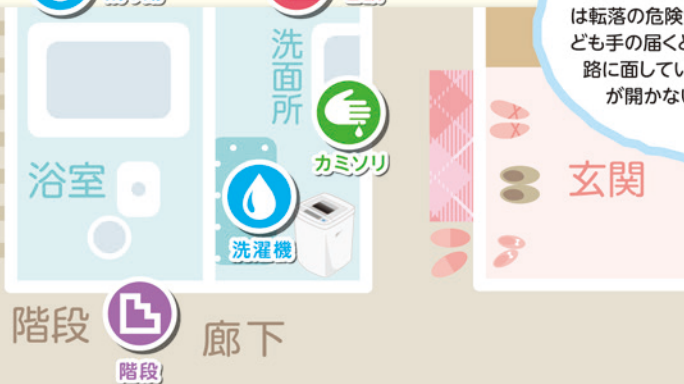 は転落の危険
ども手の届くと
路に面してい
が開かない
洗面所
カミソリ
浴室
洗濯機
玄関
階段
廊下
階段